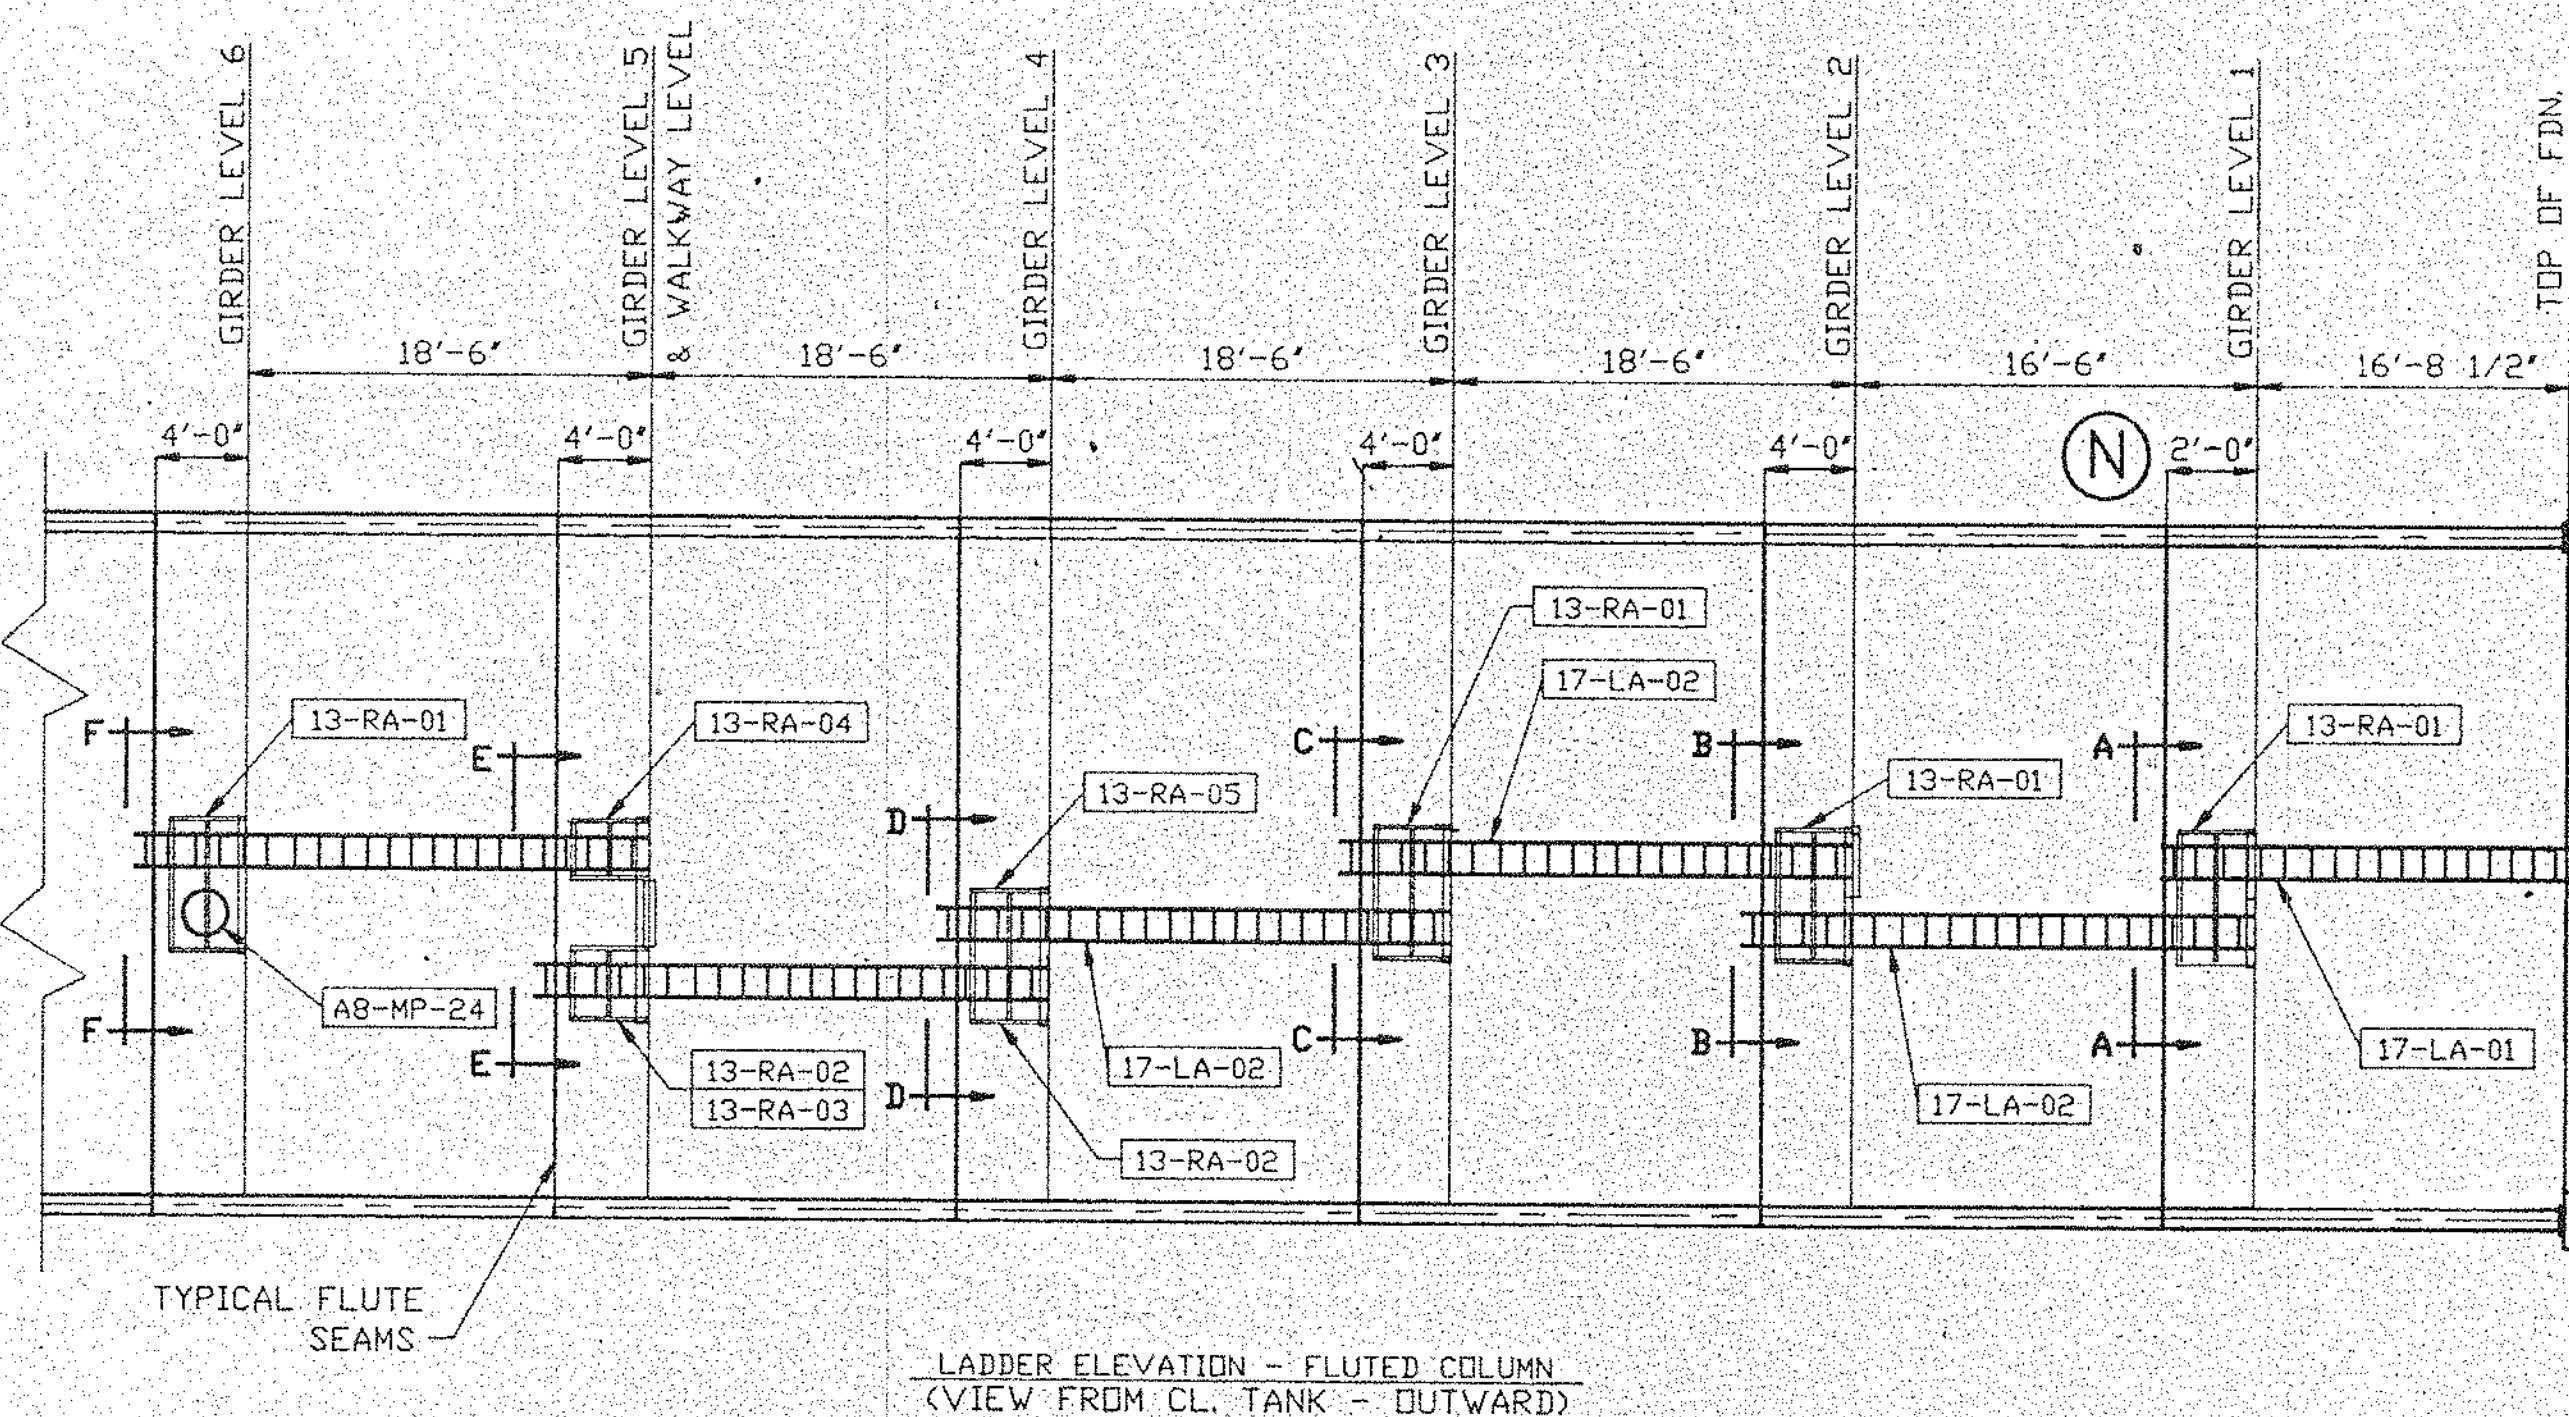 GIRDER LEVEL 6
GIRDER LEVEL 5
& WALKWAY LEVEL
GIRDER LEVEL 4
GIRDER LEVEL 3
GIRDER LEVEL 2
GIRDER LEVEL 1
TOP OF FDN.
18'-6"
18'-6"
18'-6"
18'-6"
16'-6"
16'-8 1/2"
4'-0"
4'-0"
4'-0"
4'-0"
4'-0"
N
2'-0"
13-RA-01
17-LA-02
13-RA-01
13-RA-04
13-RA-01
F
E
C
B
A
13-RA-05
13-RA-01
D
A8-MP-24
F
E
13-RA-02
13-RA-03
D
17-LA-02
C
B
A
17-LA-01
17-LA-02
13-RA-02
TYPICAL FLUTE
SEAMS
LADDER ELEVATION - FLUTED COLUMN
(VIEW FROM CL. TANK - OUTWARD)